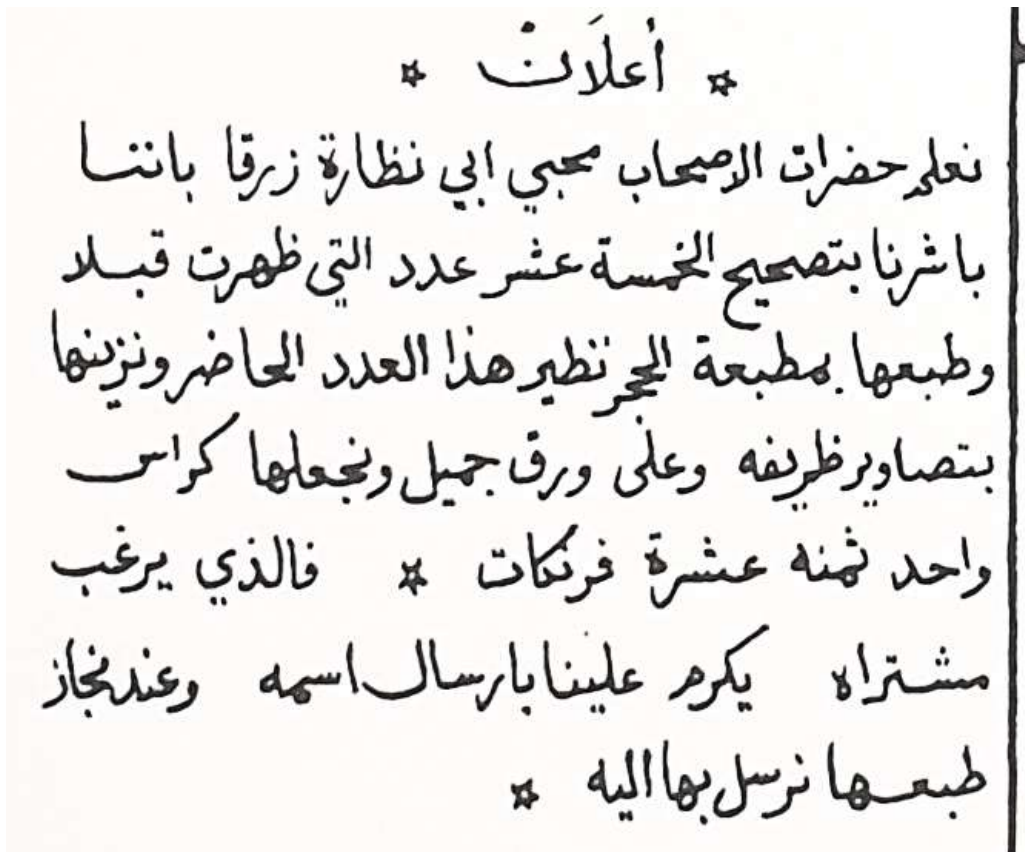 * أعلَانْ *
نعلم حضرات الاصحاب محبي ابي نظارة زرقا باننا
باشرنا بتصحيح الخمسة عشر عدد التي ظهرت قبلا
وطبعها بمطبعة الحجر نظير هذا العدد الحاضر ونزينها
بتصاوير ظريفه وعلى ورق جميل ونجعلها كراس
واحد ثمنه عشرة فرنكات * فالذي يرغب
مشتراه يكرم علينا بارسال اسمه وعند نجاز
طبعها نرسل بها اليه *